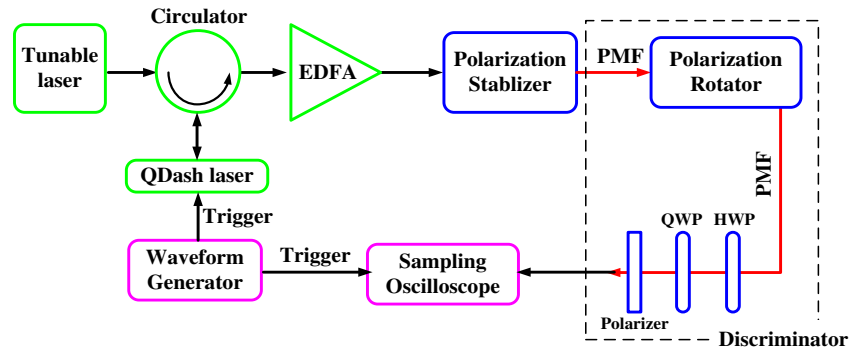 Circulator
Tunable
laser
EDFA
Polarization
Stablizer
PMF
Polarization
Rotator
PMF
QDash laser
Trigger
Waveform
Generator
Trigger
Sampling
Oscilloscope
QWP
HWP
Polarizer
Discriminator